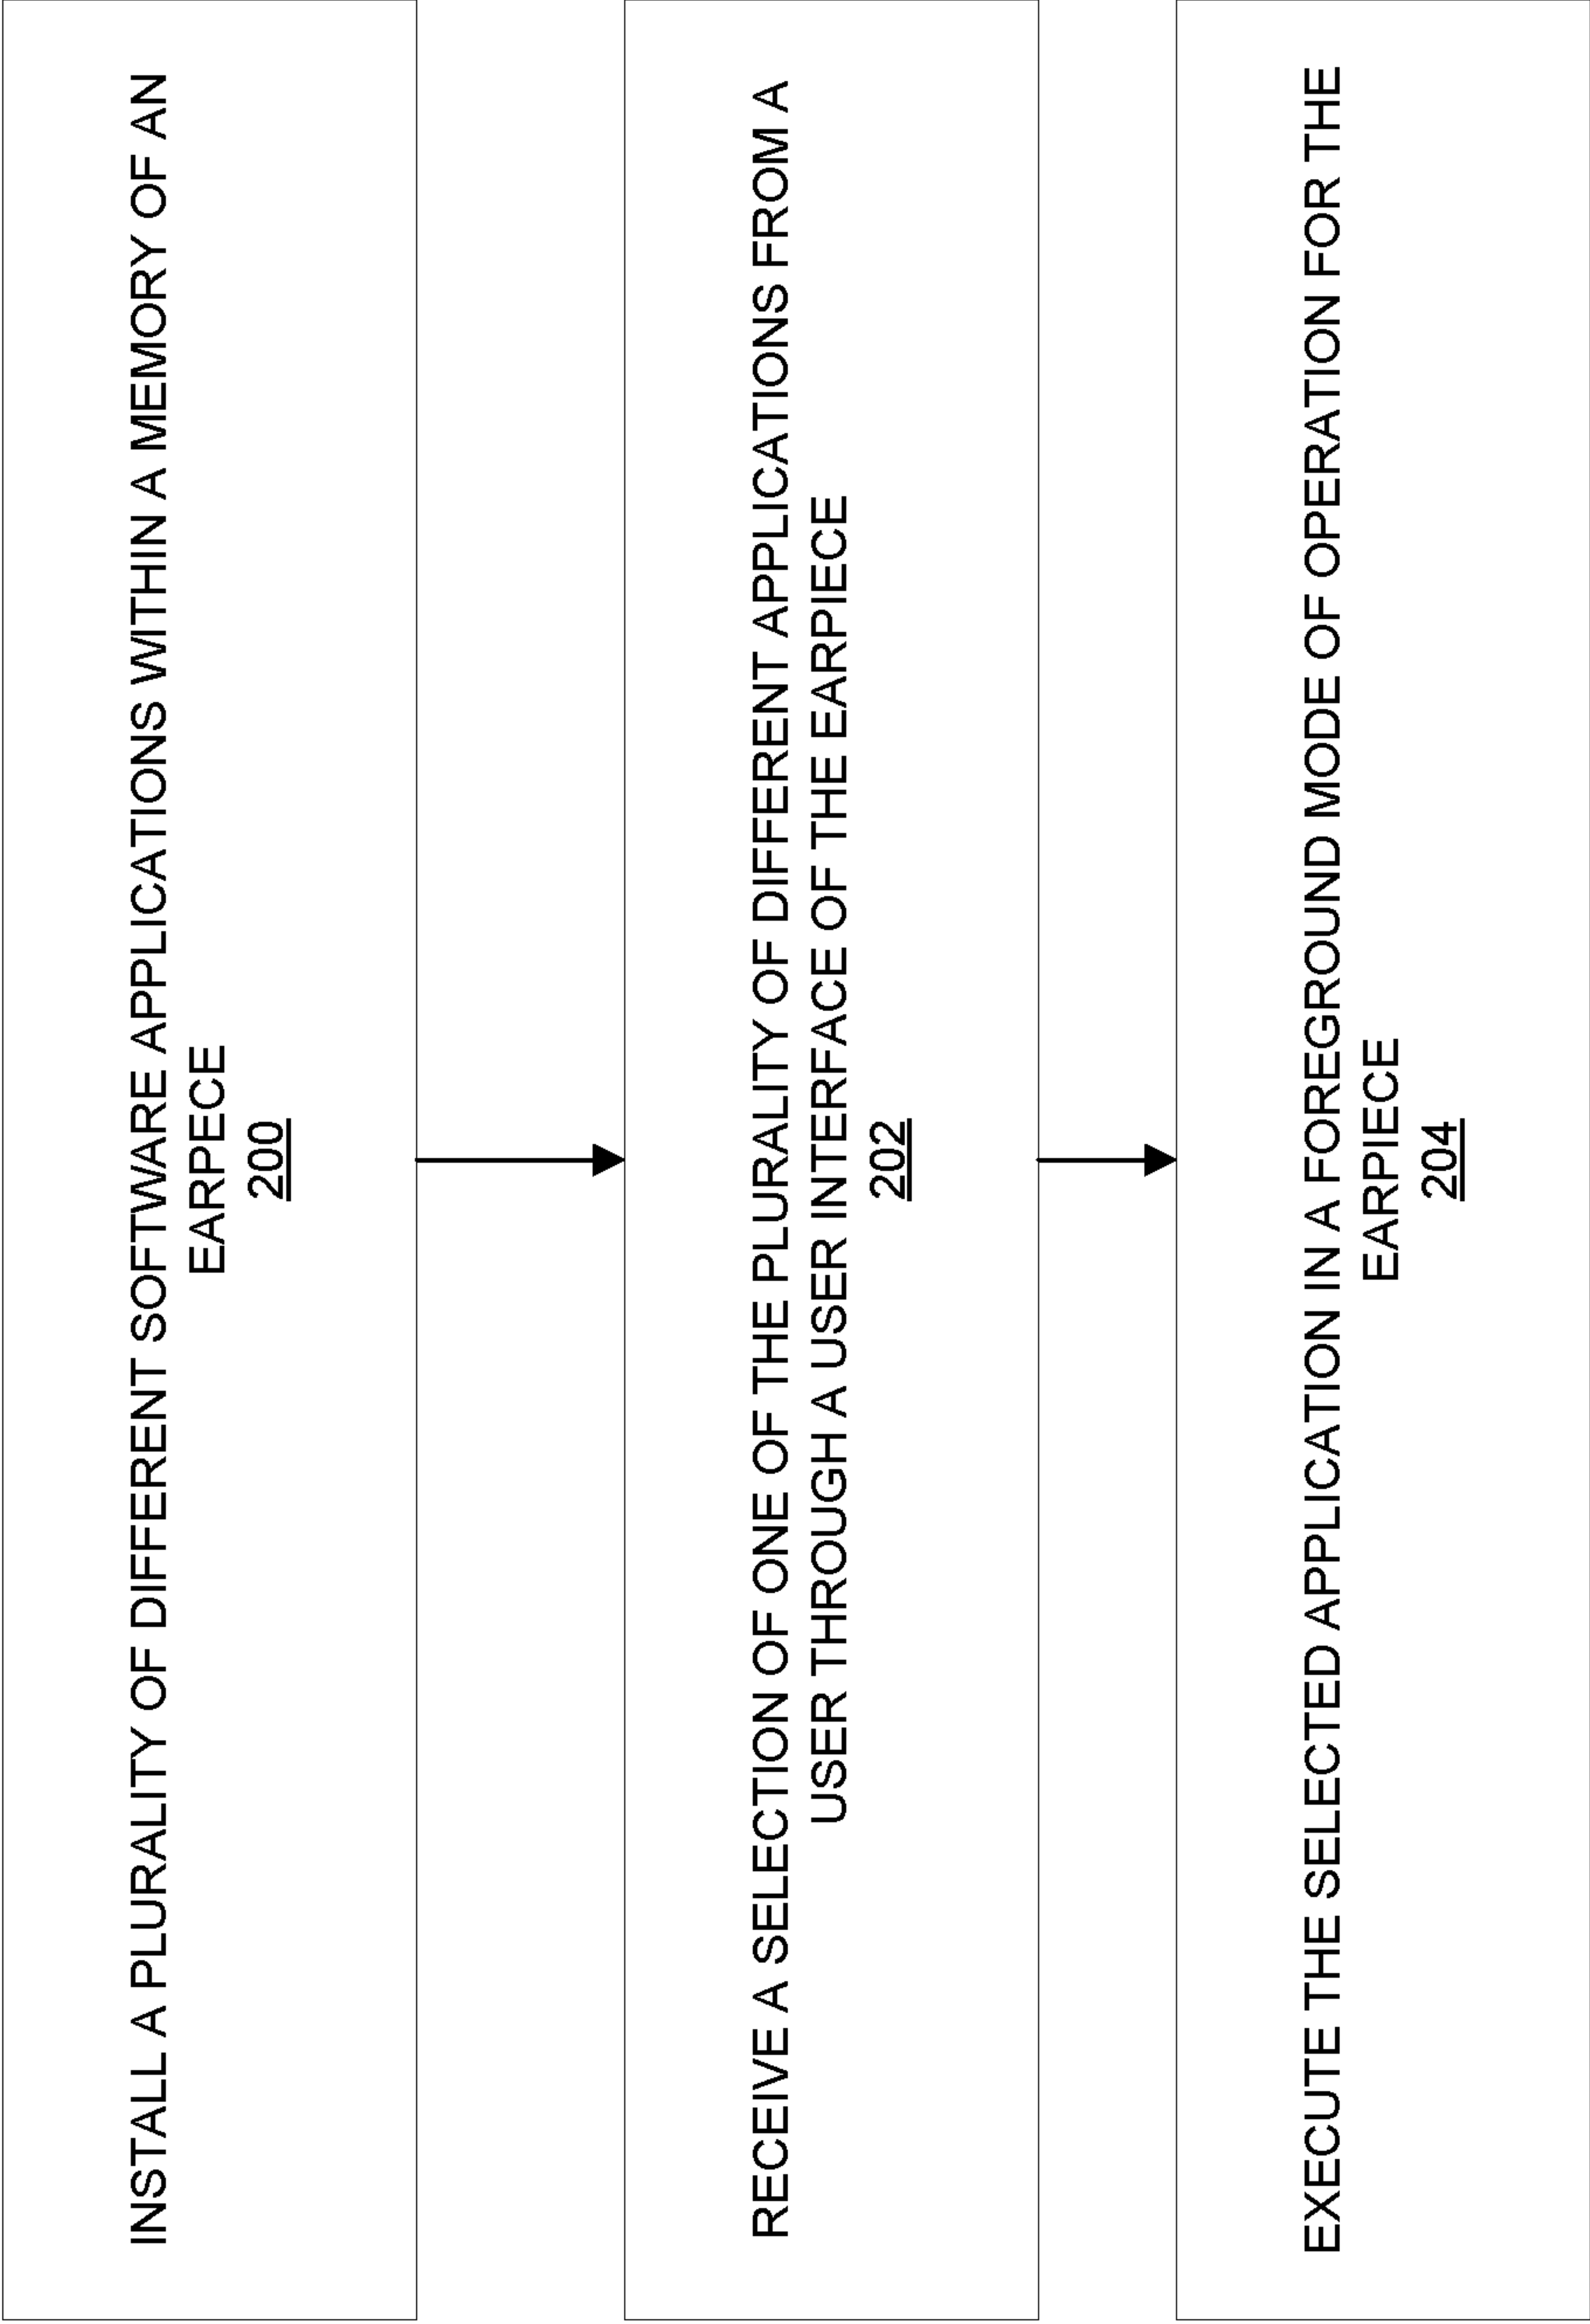 INSTALL A PLURALITY OF DIFFERENT SOFTWARE APPLICATIONS WITHIN A MEMORY OF AN
EARPECE
200
RECEIVE A SELECTION OF ONE OF THE PLURALITY OF DIFFERENT APPLICATIONS FROM A
USER THROUGH A USER INTERFACE OF THE EARPIECE
202
EXECUTE THE SELECTED APPLICATION IN A FOREGROUND MODE OF OPERATION FOR THE
EARPIECE
204